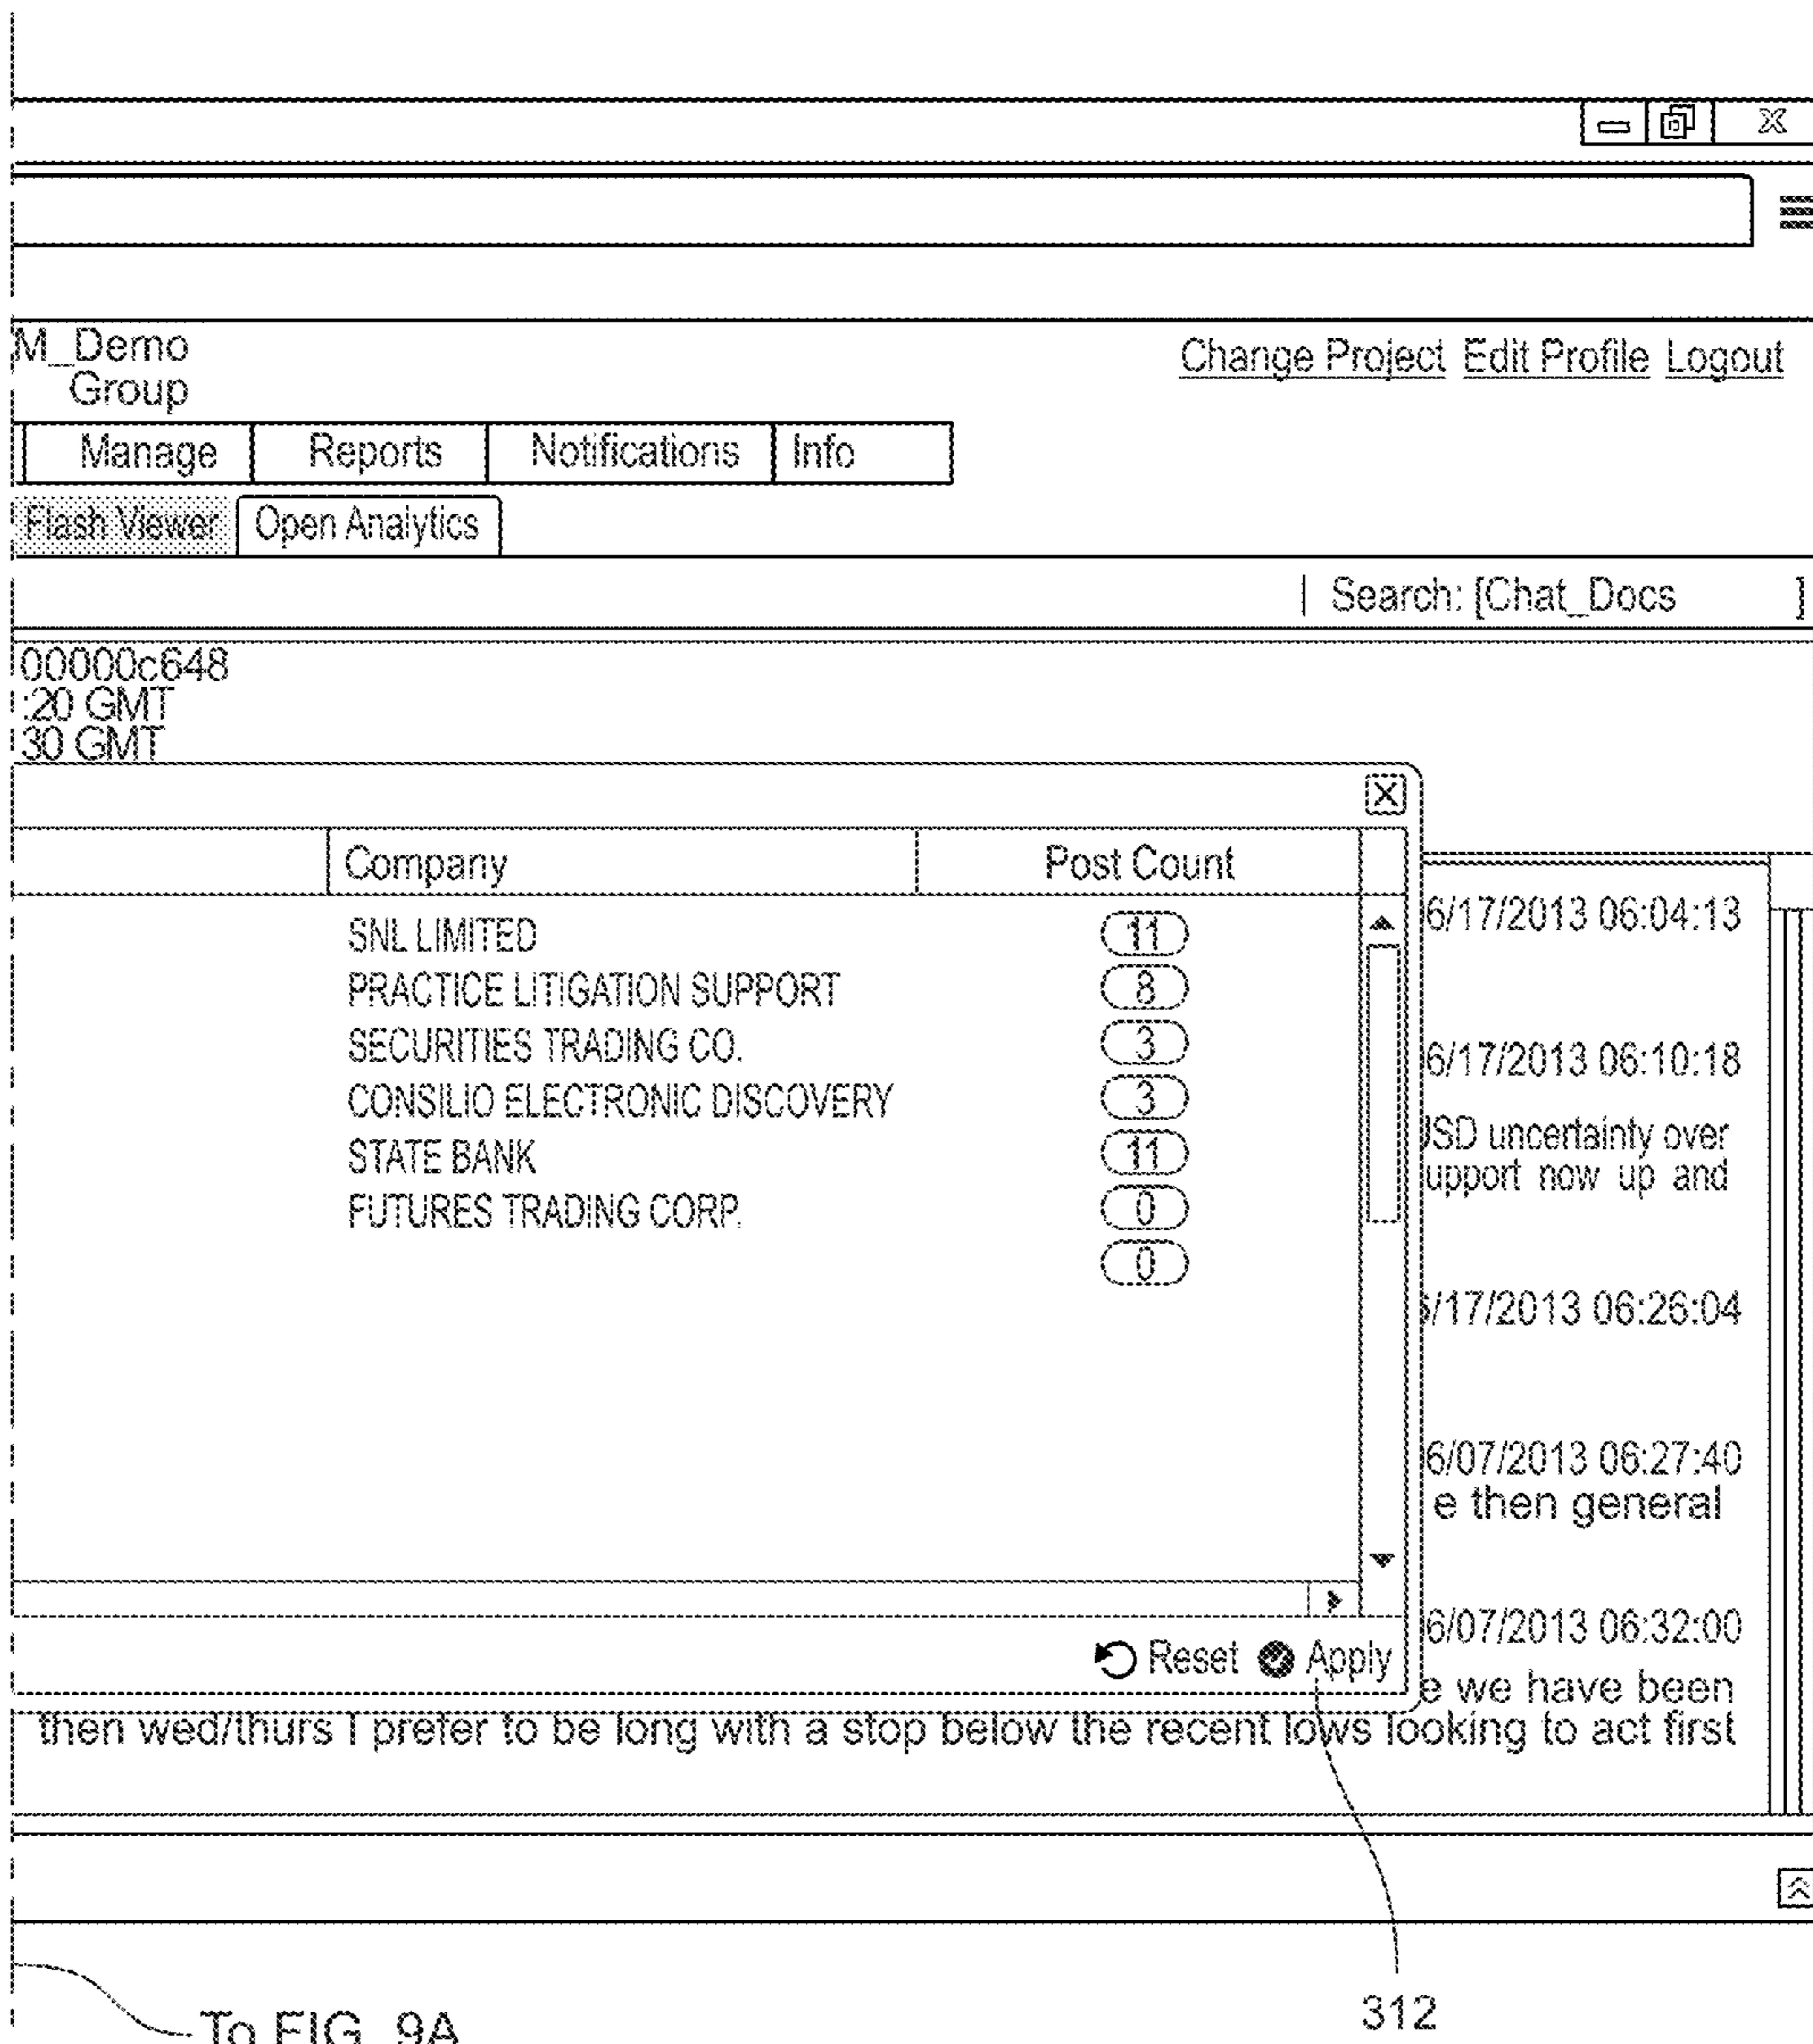 M_Demo
Group
Change Project Edit Profile Logout
Manage Reports Notifications Info
Flash Viewer Open Analytics
| Search: [Chat_Docs ]
00000c648
:20 GMT
30 GMT
X
Company Post Count
SNL LIMITED 11
PRACTICE LITIGATION SUPPORT 8
SECURITIES TRADING CO. 3
CONSILIO ELECTRONIC DISCOVERY 3
STATE BANK 11
FUTURES TRADING CORP. 0
0
6/17/2013 06:04:13
6/17/2013 06:10:18
JSD uncertainty over
upport now up and
6/17/2013 06:26:04
6/07/2013 06:27:40
e then general
6/07/2013 06:32:00
Reset Apply
e we have been
then wed/thurs I prefer to be long with a stop below the recent lows looking to act first
312
To FIG. 9A